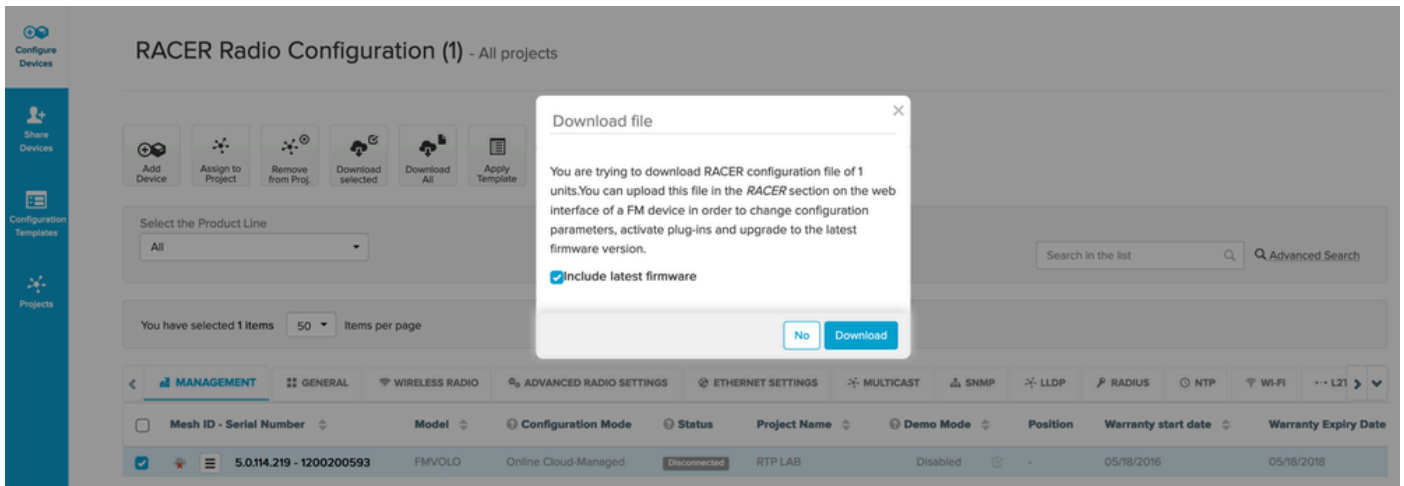 Configure
Devices
Share
Devices
Configuration
Templates
Projects
RACER Radio Configuration (1) - All projects
Add
Device
Assign to
Project
Remove
from Proj.
Download
selected
Download
All
Apply
Template
Select the Product Line
All
Search in the list
Advanced Search
You have selected 1 items 50 Items per page
Download file
You are trying to download RACER configuration file of 1
units.You can upload this file in the RACER section on the web
interface of a FM device in order to change configuration
parameters, activate plug-ins and upgrade to the latest
firmware version.
Include latest firmware
No Download
MANAGEMENT GENERAL WIRELESS RADIO ADVANCED RADIO SETTINGS ETHERNET SETTINGS MULTICAST SNMP LLDP RADIUS NTP WI-FI L2T
Mesh ID - Serial Number Model Configuration Mode Status Project Name Demo Mode Position Warranty start date Warranty Expiry Date
5.0.114.219 - 1200200593 FMVOLO Online Cloud-Managed Disconnected RTP LAB Disabled - 05/18/2016 05/18/2018